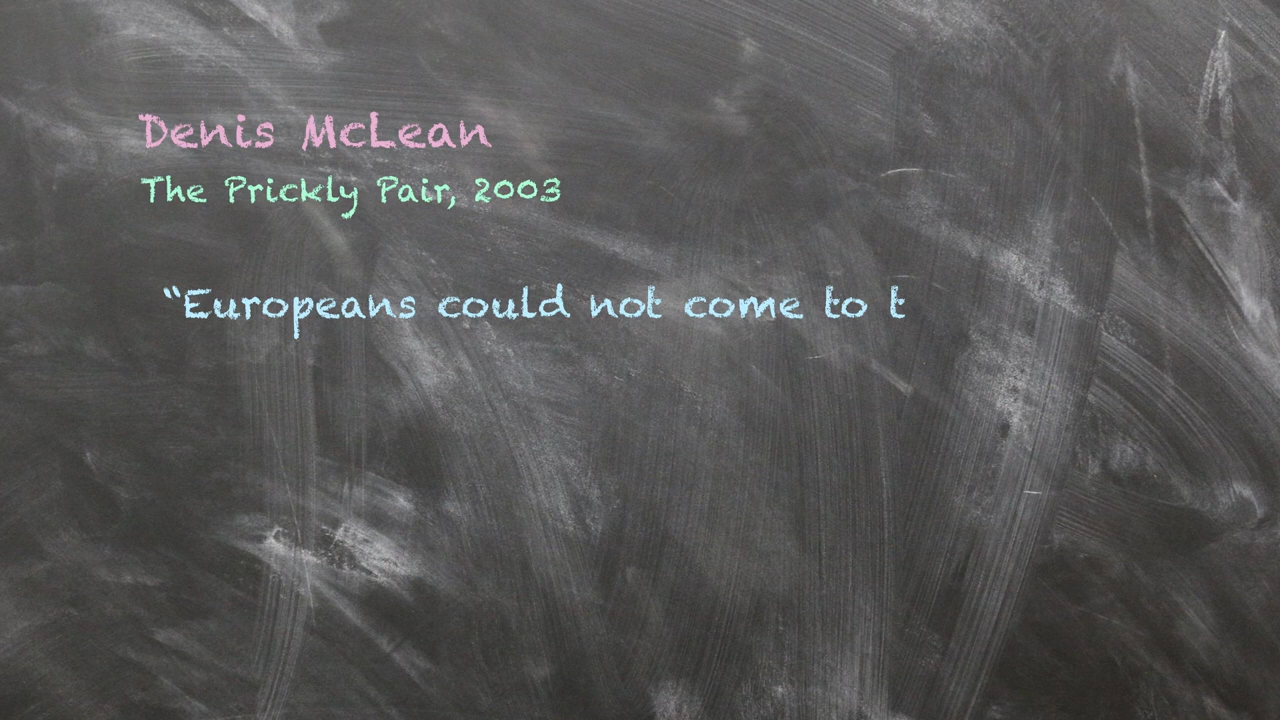 Denis McLean
The Prickly Pair, 2003
“Europeans could not come to t